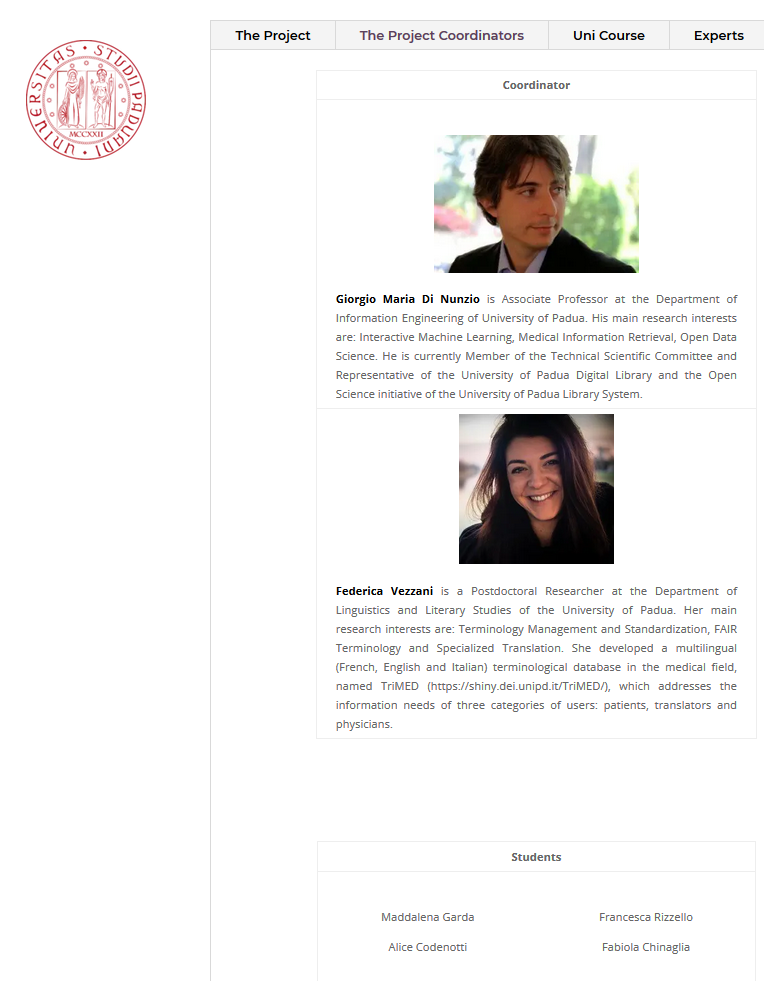 The Project
The Project Coordinators
Uni Course
Experts
UNIVERSITAS • STUDII PADUANI •
MCCXXII
Coordinator
Giorgio Maria Di Nunzio is Associate Professor at the Department of
Information Engineering of University of Padua. His main research interests
are: Interactive Machine Learning, Medical Information Retrieval, Open Data
Science. He is currently Member of the Technical Scientific Committee and
Representative of the University of Padua Digital Library and the Open
Science initiative of the University of Padua Library System.
Federica Vezzani is a Postdoctoral Researcher at the Department of
Linguistics and Literary Studies of the University of Padua. Her main
research interests are: Terminology Management and Standardization, FAIR
Terminology and Specialized Translation. She developed a multilingual
(French, English and Italian) terminological database in the medical field,
named TriMED (https://shiny.dei.unipd.it/TriMED/), which addresses the
information needs of three categories of users: patients, translators and
physicians.
Students
Maddalena Garda
Francesca Rizzello
Alice Codenotti
Fabiola Chinaglia